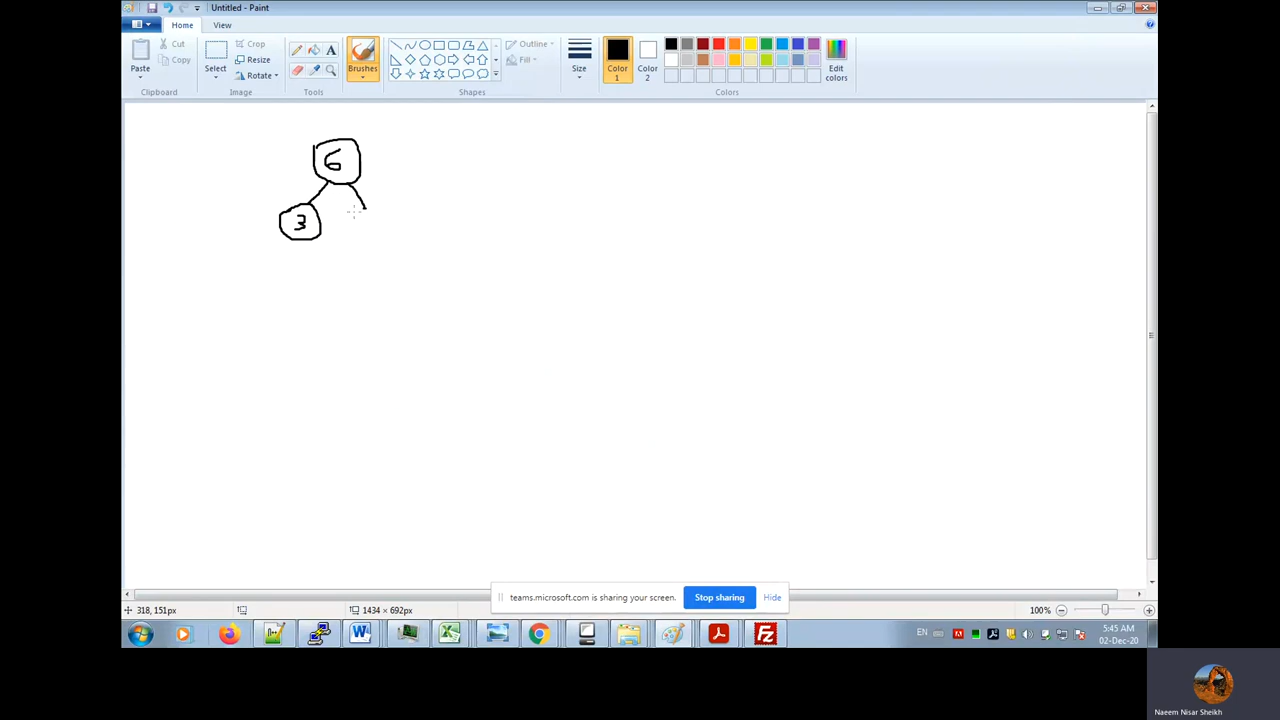 Untitled - Paint
Home View
Paste
Cut
Copy
Clipboard
Select
Crop
Resize
Rotate
Image
Tools
Brushes
Shapes
Outline
Fill
Size
Color 1
Color 2
Edit colors
Colors
6
3
teams.microsoft.com is sharing your screen. Stop sharing Hide
318, 151px 1434 × 692px 100%
EN 5:45 AM
02-Dec-20
Naeem Nisar Sheikh